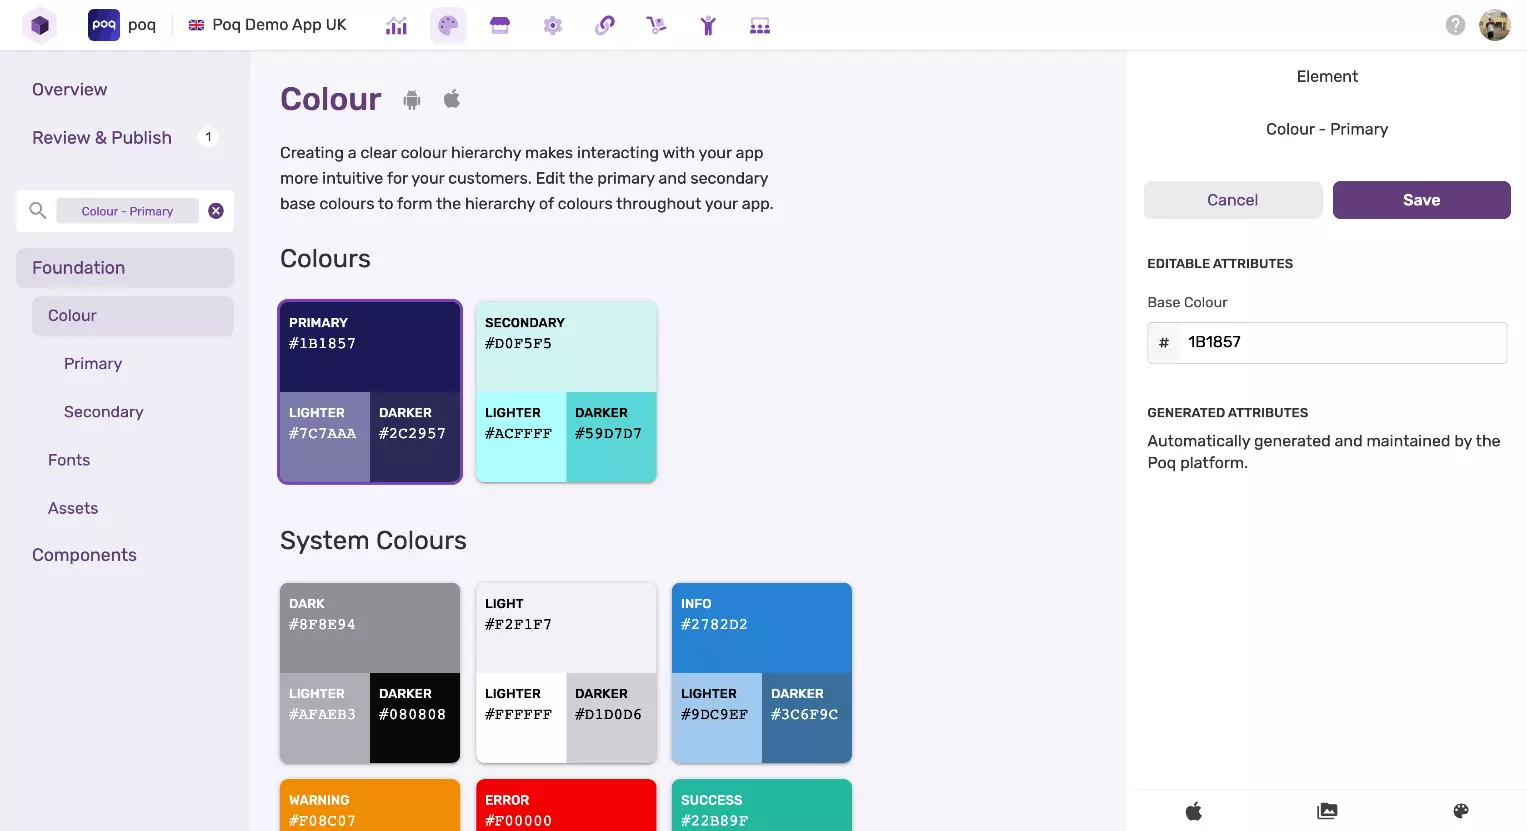 poq poq Poq Demo App UK
Overview
Review & Publish 1
Colour - Primary
Foundation
Colour
Primary
Secondary
Fonts
Assets
Components
Colour
Creating a clear colour hierarchy makes interacting with your app
more intuitive for your customers. Edit the primary and secondary
base colours to form the hierarchy of colours throughout your app.
Colours
PRIMARY
#1B1857
LIGHTER
#7C7AAA
DARKER
#2C2957
SECONDARY
#D0F5F5
LIGHTER
#ACFFFF
DARKER
#59D7D7
System Colours
DARK
#8F8E94
LIGHTER
#AFAEB3
DARKER
#080808
LIGHT
#F2F1F7
LIGHTER
#FFFFFF
DARKER
#D1D0D6
INFO
#2782D2
LIGHTER
#9DC9EF
DARKER
#3C6F9C
WARNING
#F08C07
ERROR
#F00000
SUCCESS
#22B89F
?
Element
Colour - Primary
Cancel Save
EDITABLE ATTRIBUTES
Base Colour
# 1B1857
GENERATED ATTRIBUTES
Automatically generated and maintained by the
Poq platform.